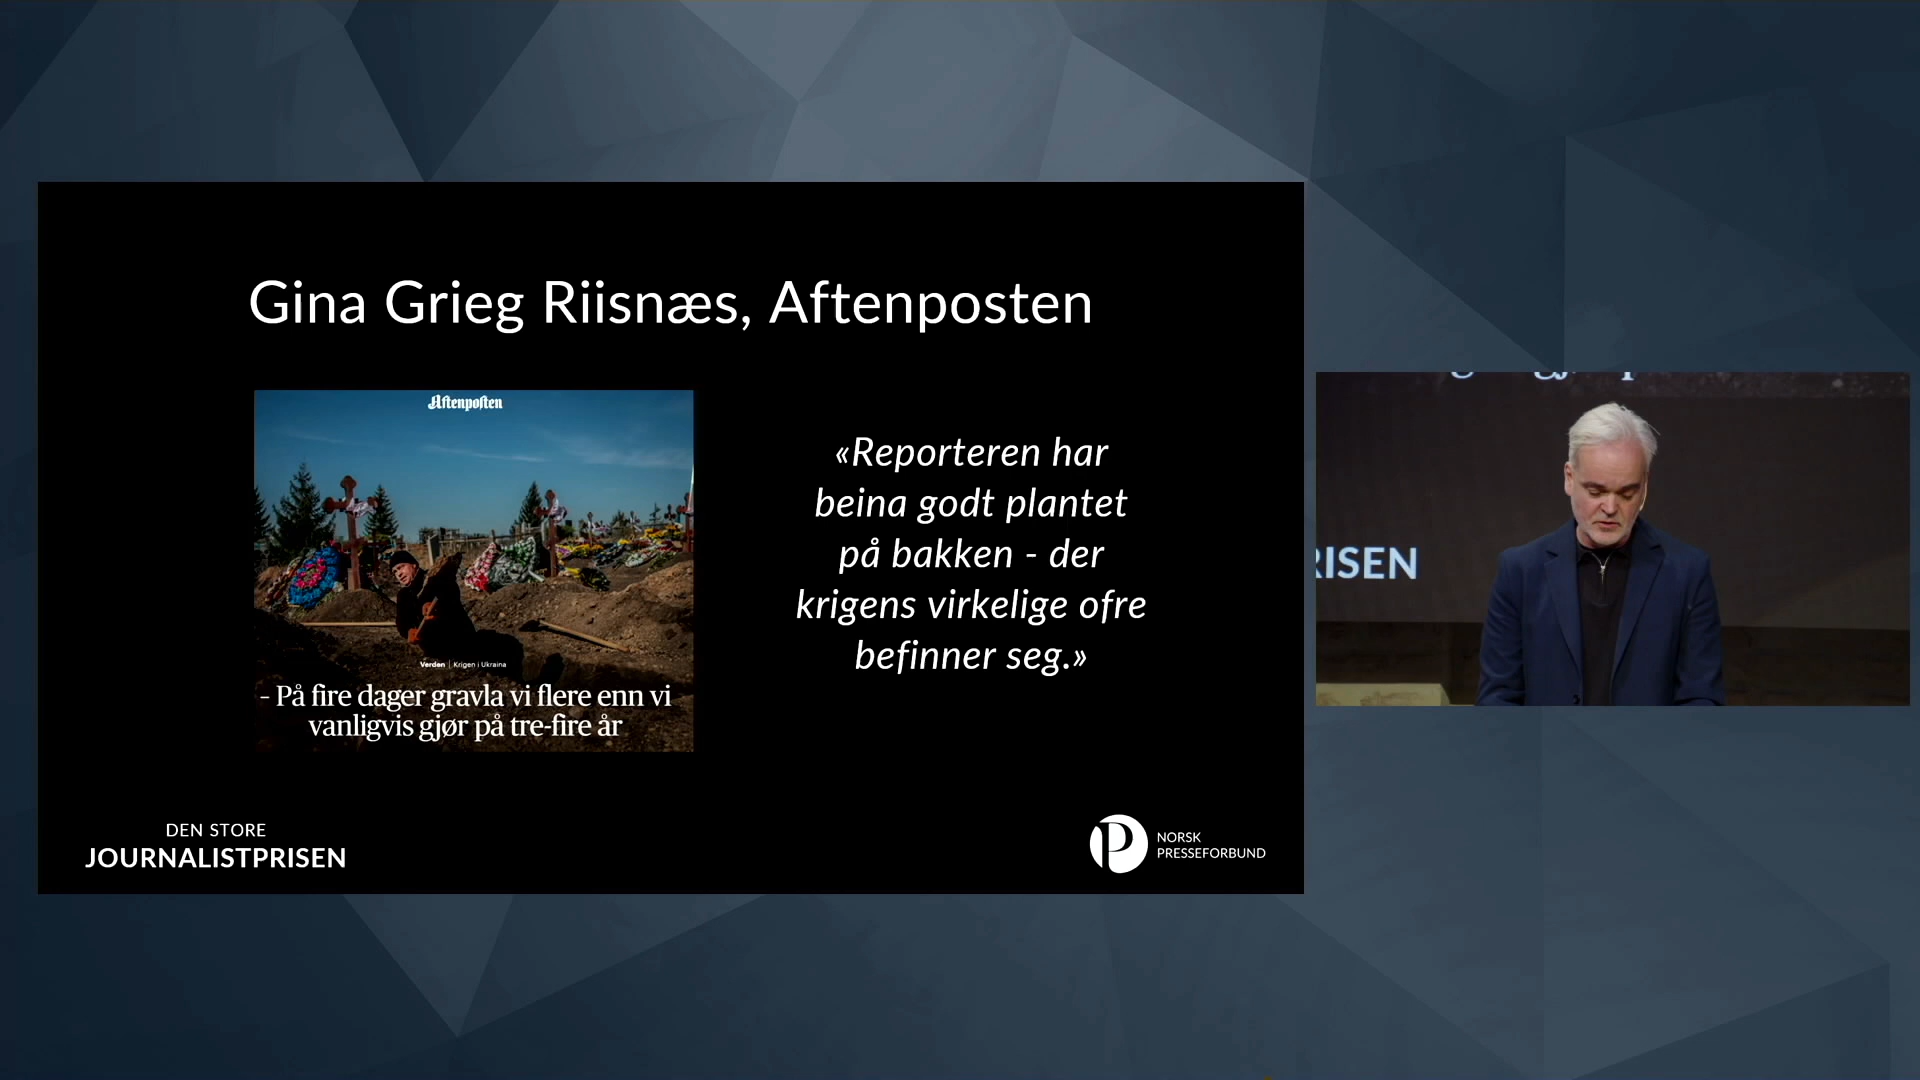 Gina Grieg Riisnæs, Aftenposten
Aftenposten
Verden | Krigen i Ukraina
- På fire dager gravla vi flere enn vi
vanligvis gjør på tre-fire år
«Reporteren har
beina godt plantet
på bakken - der
krigens virkelige ofre
befinner seg.»
DEN STORE
JOURNALISTPRISEN
NORSK
PRESSEFORBUND
RISEN